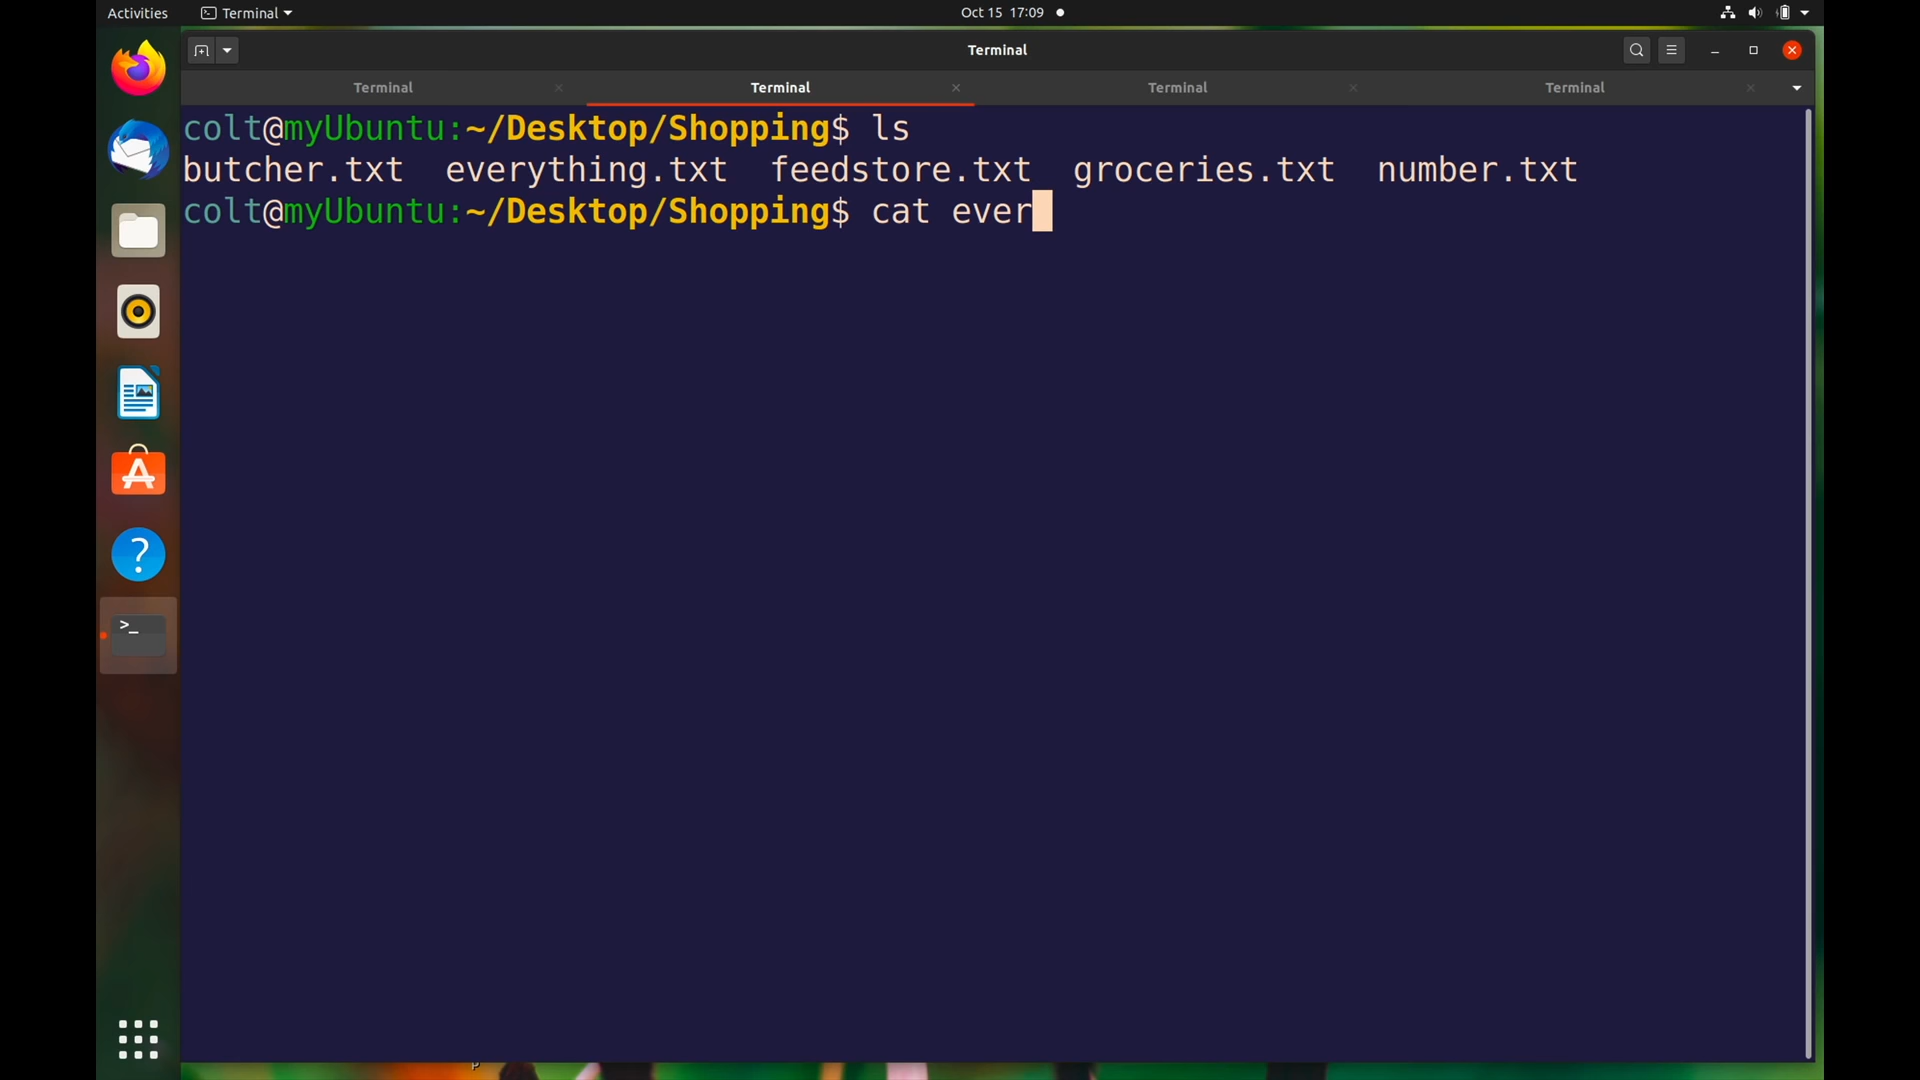 Activities Terminal Oct 15 17:09
Terminal
Terminal Terminal Terminal Terminal
colt@myUbuntu:~/Desktop/Shopping$ ls
butcher.txt everything.txt feedstore.txt groceries.txt number.txt
colt@myUbuntu:~/Desktop/Shopping$ cat ever